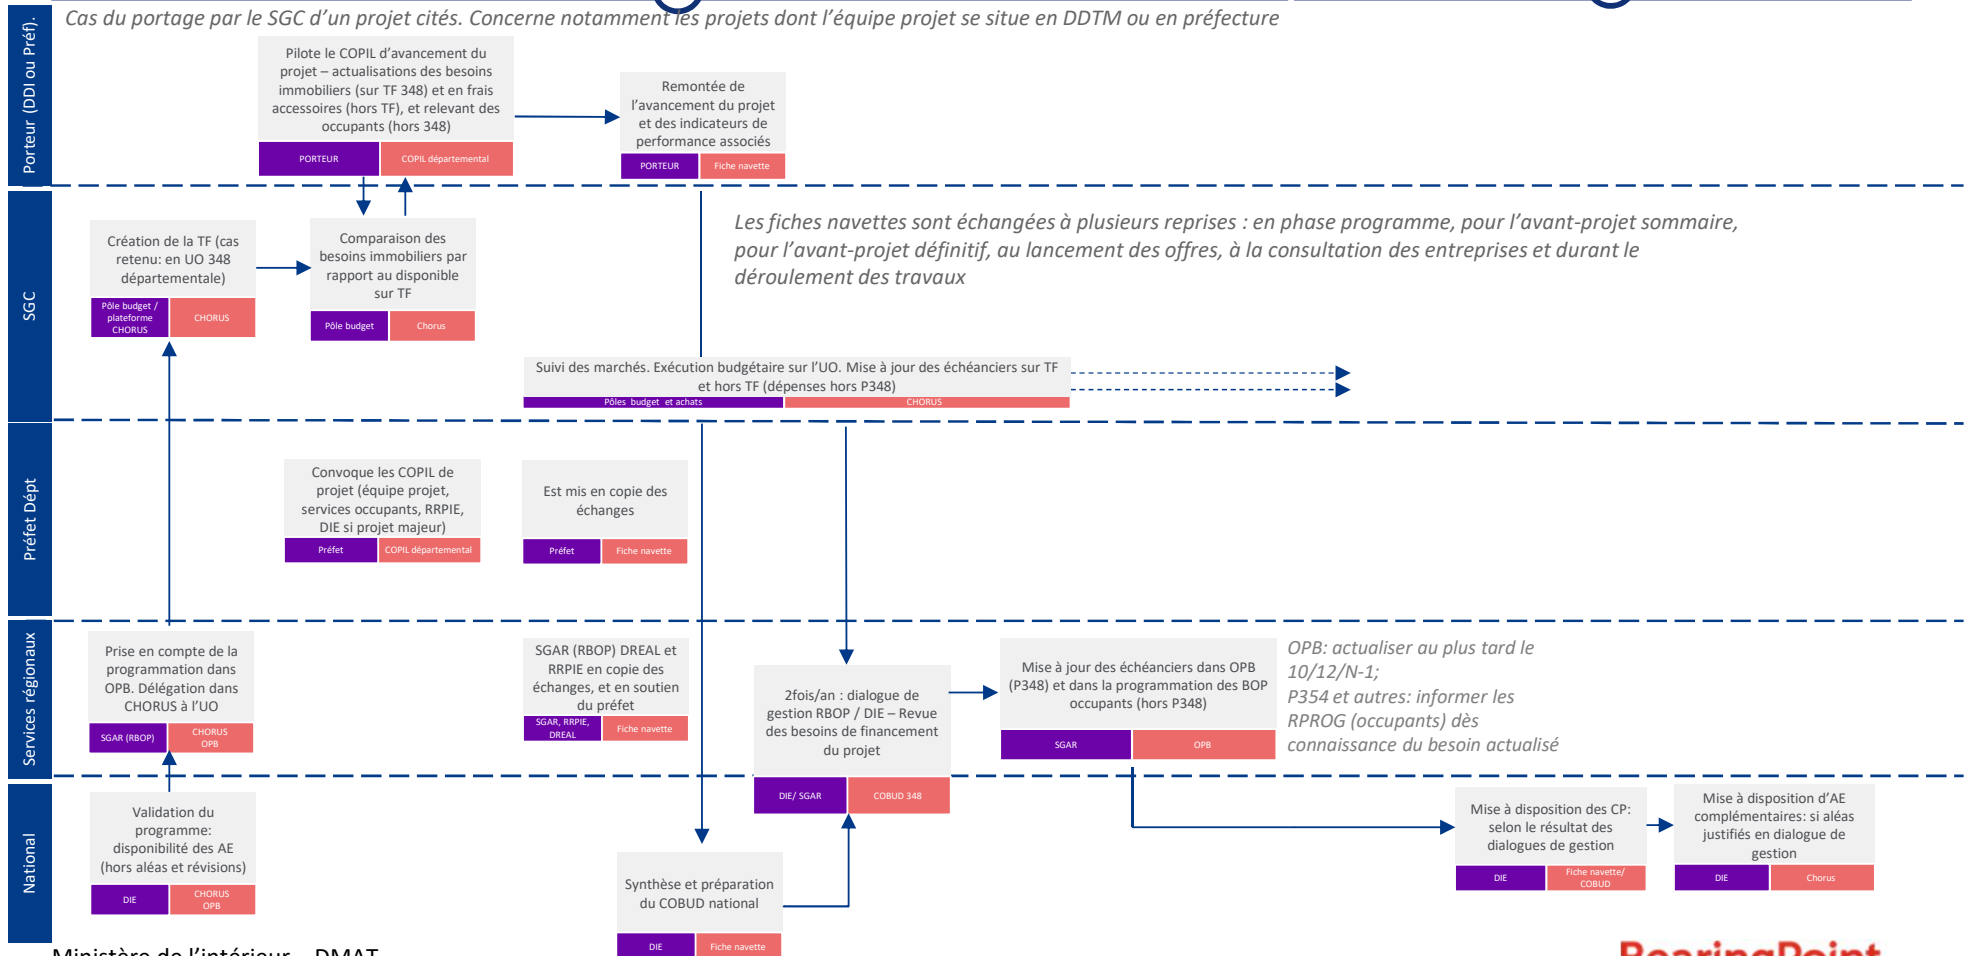 Cas du portage par le SGC d’un projet cités. Concerne notamment les projets dont l’équipe projet se situe en DDTM ou en préfecture
Porteur (DDI ou Préf).
Pilote le COPIL d’avancement du
projet – actualisations des besoins
immobiliers (sur TF 348) et en frais
accessoires (hors TF), et relevant des
occupants (hors 348)
PORTEUR
COPIL départemental
Remontée de
l’avancement du projet
et des indicateurs de
performance associés
PORTEUR
Fiche navette
SGC
Création de la TF (cas
retenu: en UO 348
départementale)
Pôle budget /
plateforme
CHORUS
CHORUS
Comparaison des
besoins immobiliers par
rapport au disponible
sur TF
Pôle budget
Chorus
Les fiches navettes sont échangées à plusieurs reprises : en phase programme, pour l’avant-projet sommaire,
pour l’avant-projet définitif, au lancement des offres, à la consultation des entreprises et durant le
déroulement des travaux
Suivi des marchés. Exécution budgétaire sur l’UO. Mise à jour des échéanciers sur TF
et hors TF (dépenses hors P348)
Pôles budget et achats
CHORUS
Préfet Dépt
Convoque les COPIL de
projet (équipe projet,
services occupants, RRPIE,
DIE si projet majeur)
Préfet
COPIL départemental
Est mis en copie des
échanges
Préfet
Fiche navette
Services régionaux
Prise en compte de la
programmation dans
OPB. Délégation dans
CHORUS à l’UO
SGAR (RBOP)
CHORUS
OPB
SGAR (RBOP) DREAL et
RRPIE en copie des
échanges, et en soutien
du préfet
SGAR, RRPIE,
DREAL
Fiche navette
2fois/an : dialogue de
gestion RBOP / DIE – Revue
des besoins de financement
du projet
DIE/ SGAR
COBUD 348
Mise à jour des échéanciers dans OPB
(P348) et dans la programmation des BOP
occupants (hors P348)
SGAR
OPB
OPB: actualiser au plus tard le
10/12/N-1;
P354 et autres: informer les
RPROG (occupants) dès
connaissance du besoin actualisé
National
Validation du
programme:
disponibilité des AE
(hors aléas et révisions)
DIE
CHORUS
OPB
Synthèse et préparation
du COBUD national
DIE
Fiche navette
Mise à disposition des CP:
selon le résultat des
dialogues de gestion
DIE
Fiche navette/
COBUD
Mise à disposition d’AE
complémentaires: si aléas
justifiés en dialogue de
gestion
DIE
Chorus
Ministère de l’intérieur – DMAT
BearingPoint